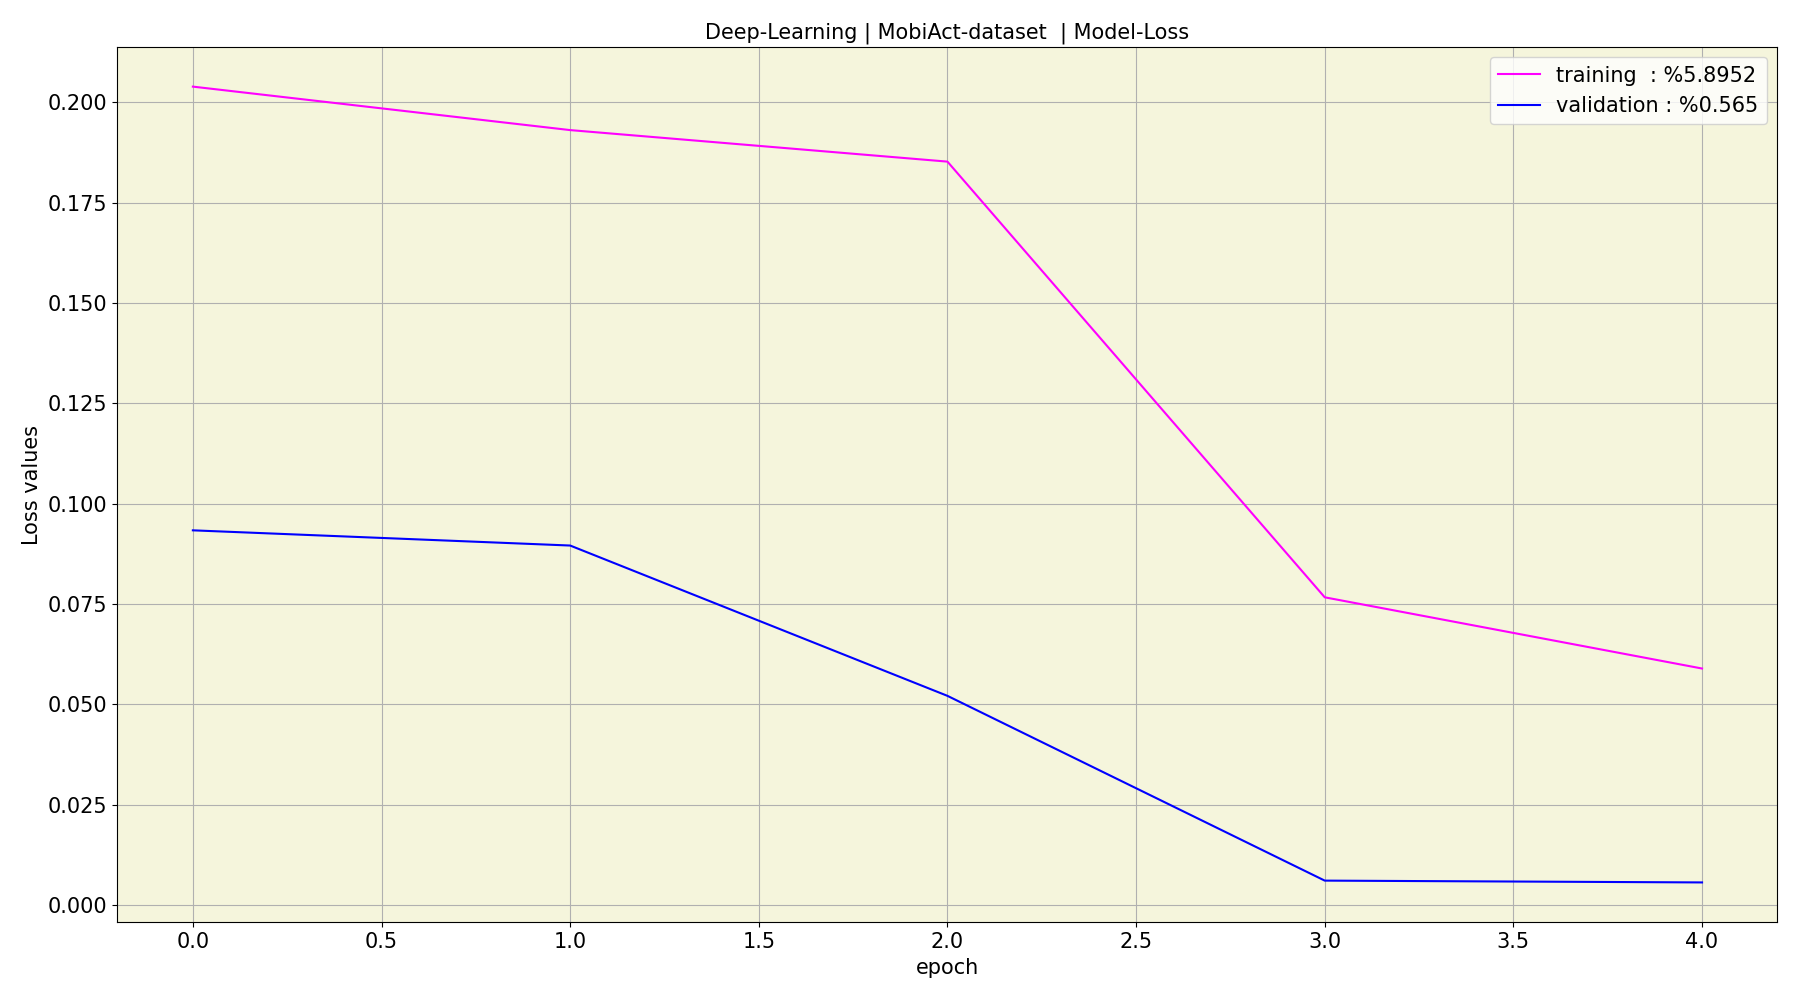 Deep-Learning | MobiAct-dataset  | Model-Loss
training  : %5.8952
validation : %0.565
Loss values
0.200
0.175
0.150
0.125
0.100
0.075
0.050
0.025
0.000
0.0 0.5 1.0 1.5 2.0 2.5 3.0 3.5 4.0
epoch